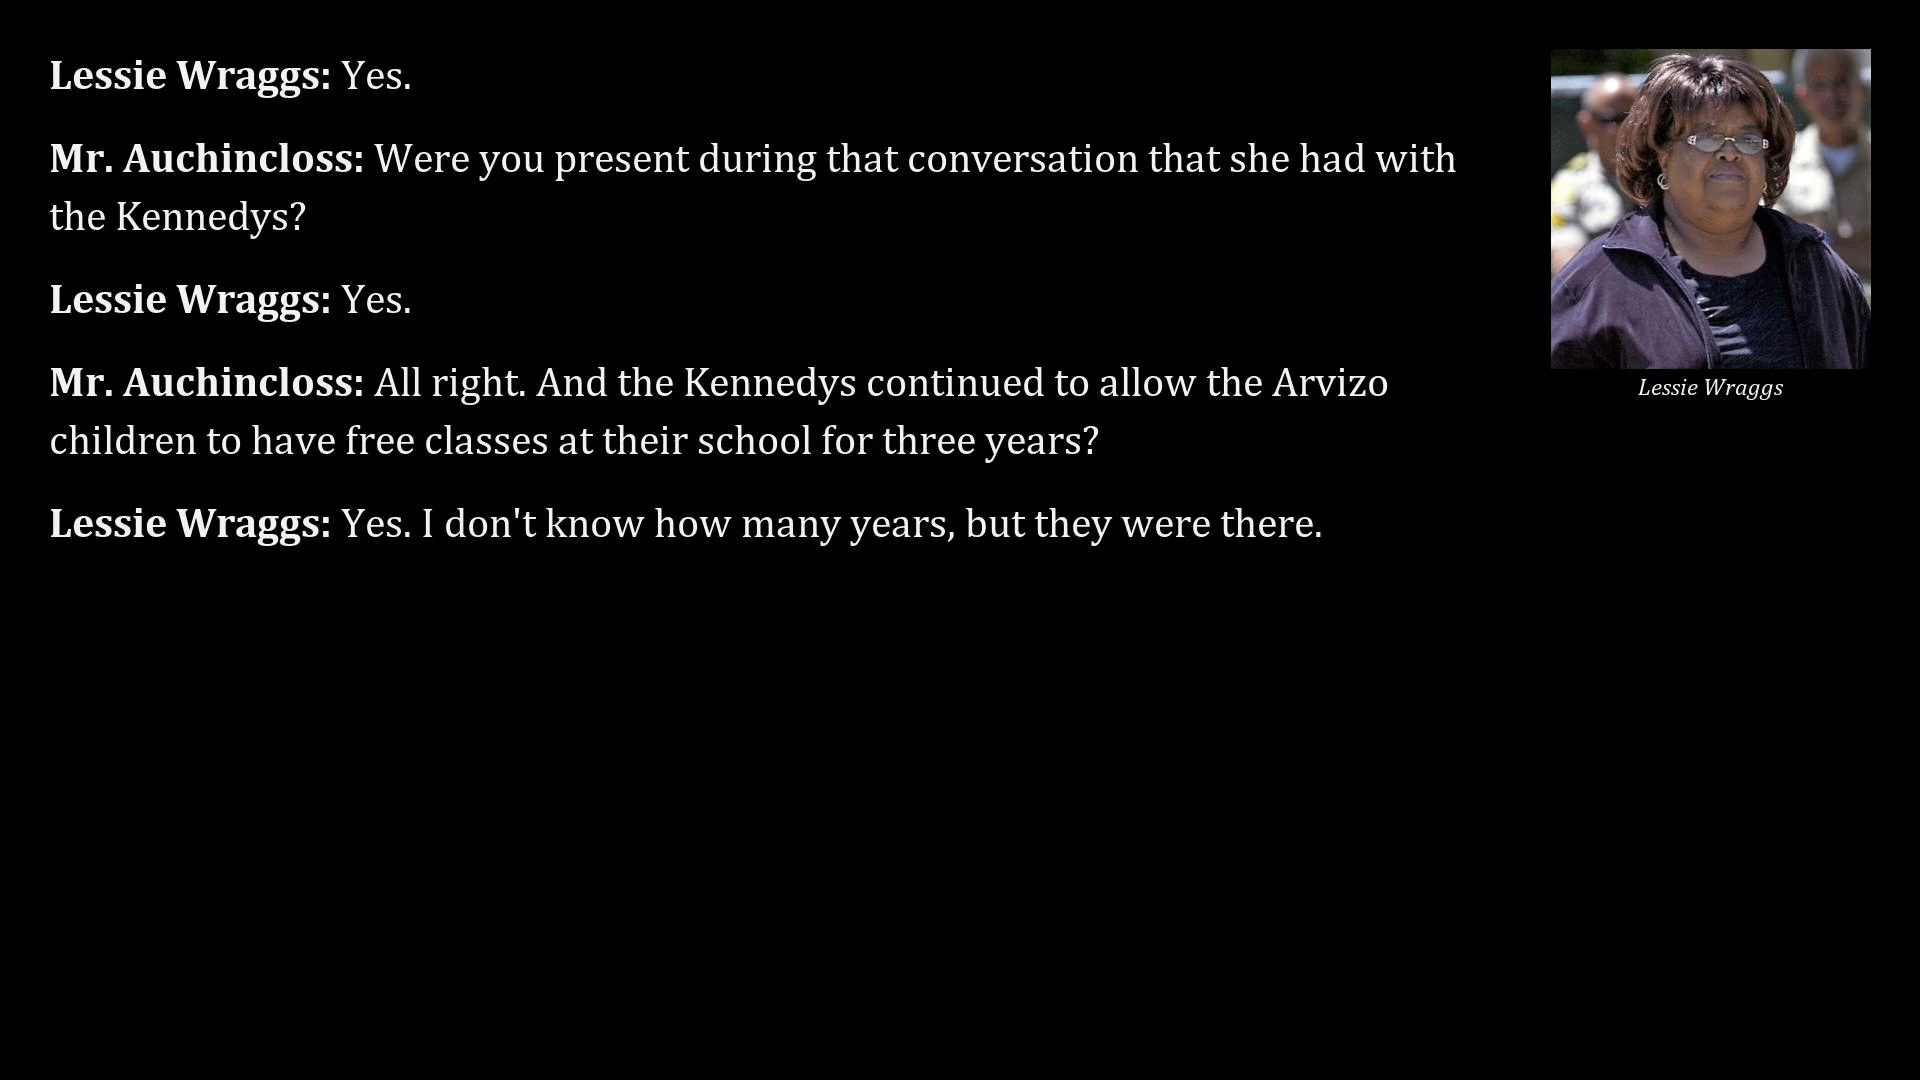 Lessie Wraggs: Yes.
Mr. Auchincloss: Were you present during that conversation that she had with
the Kennedys?
Lessie Wraggs: Yes.
Mr. Auchincloss: All right. And the Kennedys continued to allow the Arvizo
children to have free classes at their school for three years?
Lessie Wraggs: Yes. I don't know how many years, but they were there.
Lessie Wraggs